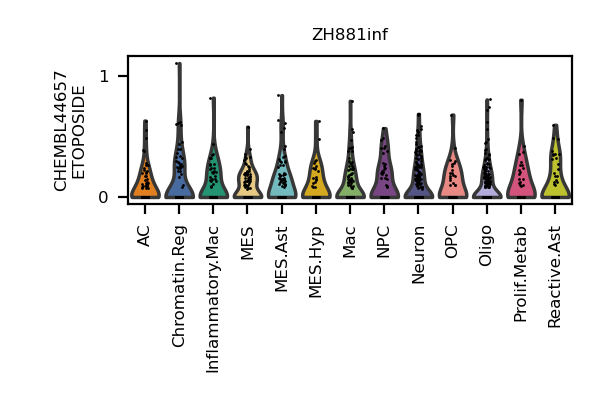 ZH881inf
CHEMBL44657
ETOPOSIDE
1
0
AC
Chromatin.Reg
Inflammatory.Mac
MES
MES.Ast
MES.Hyp
Mac
NPC
Neuron
OPC
Oligo
Prolif.Metab
Reactive.Ast